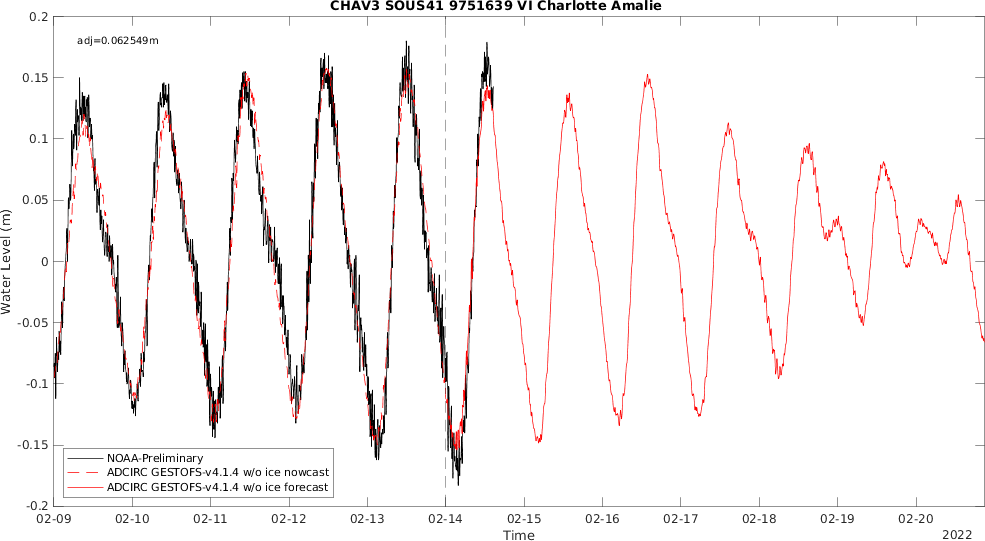 CHAV3 SOUS41 9751639 VI Charlotte Amalie
adj=0.062549m
0.2
0.15
0.1
0.05
0
-0.05
-0.1
-0.15
-0.2
Water Level (m)
NOAA-Preliminary
ADCIRC GESTOFS-v4.1.4 w/o ice nowcast
ADCIRC GESTOFS-v4.1.4 w/o ice forecast
02-09 02-10 02-11 02-12 02-13 02-14 02-15 02-16 02-17 02-18 02-19 02-20
Time
2022